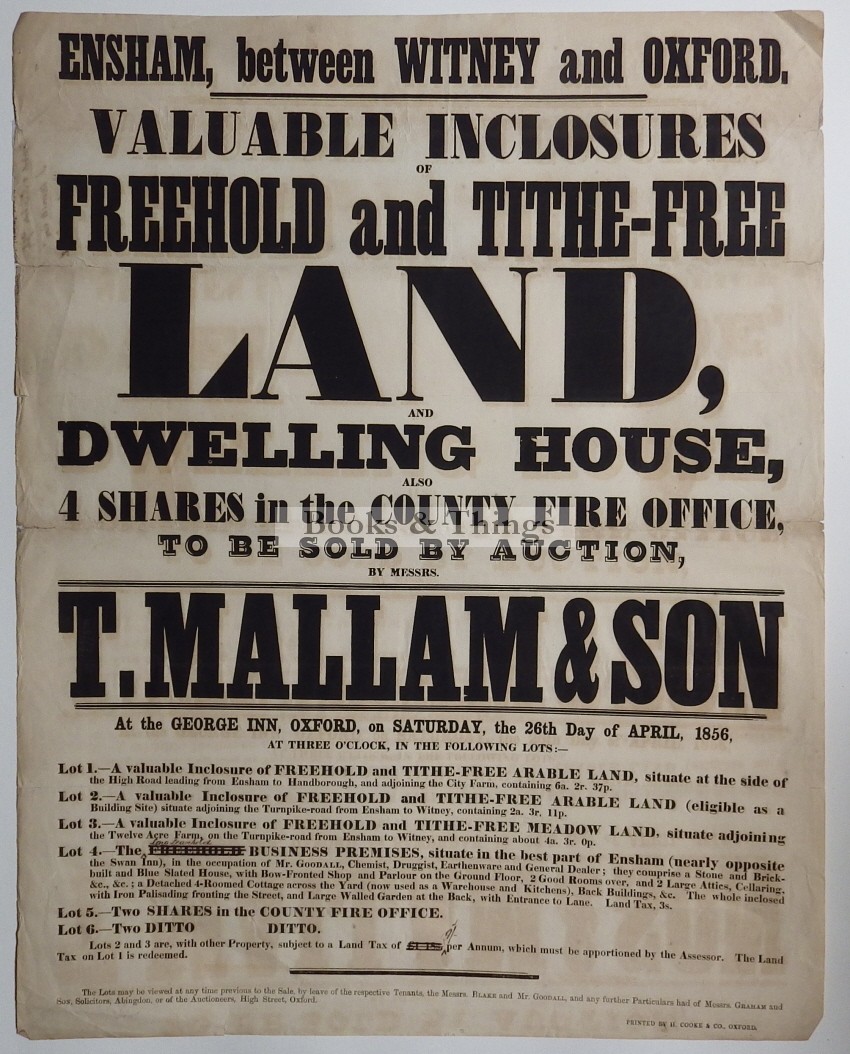 ENSHAM, between WITNEY and OXFORD.
VALUABLE INCLOSURES
OF
FREEHOLD and TITHE-FREE
LAND,
AND
DWELLING HOUSE,
ALSO
4 SHARES in the COUNTY FIRE OFFICE,
Books & Things
TO BE SOLD BY AUCTION,
BY MESSRS.
T. MALLAM & SON
At the GEORGE INN, OXFORD, on SATURDAY, the 26th Day of APRIL, 1856,
AT THREE O'CLOCK, IN THE FOLLOWING LOTS:—
Lot 1.—A valuable Inclosure of FREEHOLD and TITHE-FREE ARABLE LAND, situate at the side of
the High Road leading from Ensham to Handborough, and adjoining the City Farm, containing 6a. 2r. 37p.
Lot 2.—A valuable Inclosure of FREEHOLD and TITHE-FREE ARABLE LAND (eligible as a
Building Site) situate adjoining the Turnpike-road from Ensham to Witney, containing 2a. 3r. 11p.
Lot 3.—A valuable Inclosure of FREEHOLD and TITHE-FREE MEADOW LAND, situate adjoining
the Twelve Acre Farm, on the Turnpike-road from Ensham to Witney, and containing about 4a. 3r. 0p.
Lot 4.—The FREEHOLD BUSINESS PREMISES, situate in the best part of Ensham (nearly opposite
the Swan Inn), in the occupation of Mr. GOODALL, Chemist, Druggist, Earthenware and General Dealer; they comprise a Stone and Brick-
built and Blue Slated House, with Bow-Fronted Shop and Parlour on the Ground Floor, 2 Good Rooms over, and 2 Large Attics, Cellaring,
&c., &c.; a Detached 4-Roomed Cottage across the Yard (now used as a Warehouse and Kitchens), Back Buildings, &c. The whole inclosed
with Iron Palisading fronting the Street, and Large Walled Garden at the Back, with Entrance to Lane. Land Tax, 3s.
Lot 5.—Two SHARES in the COUNTY FIRE OFFICE.
Lot 6.—Two DITTO DITTO.
Lots 2 and 3 are, with other Property, subject to a Land Tax of per Annum, which must be apportioned by the Assessor. The Land
Tax on Lot 1 is redeemed.
The Lots may be viewed at any time previous to the Sale, by leave of the respective Tenants, the Messrs. BLAKE and Mr. GOODALL, and any further Particulars had of Messrs. GRAHAM and
SON, Solicitors, Abingdon, or of the Auctioneers, High Street, Oxford.
PRINTED BY H. COOKE & CO., OXFORD.